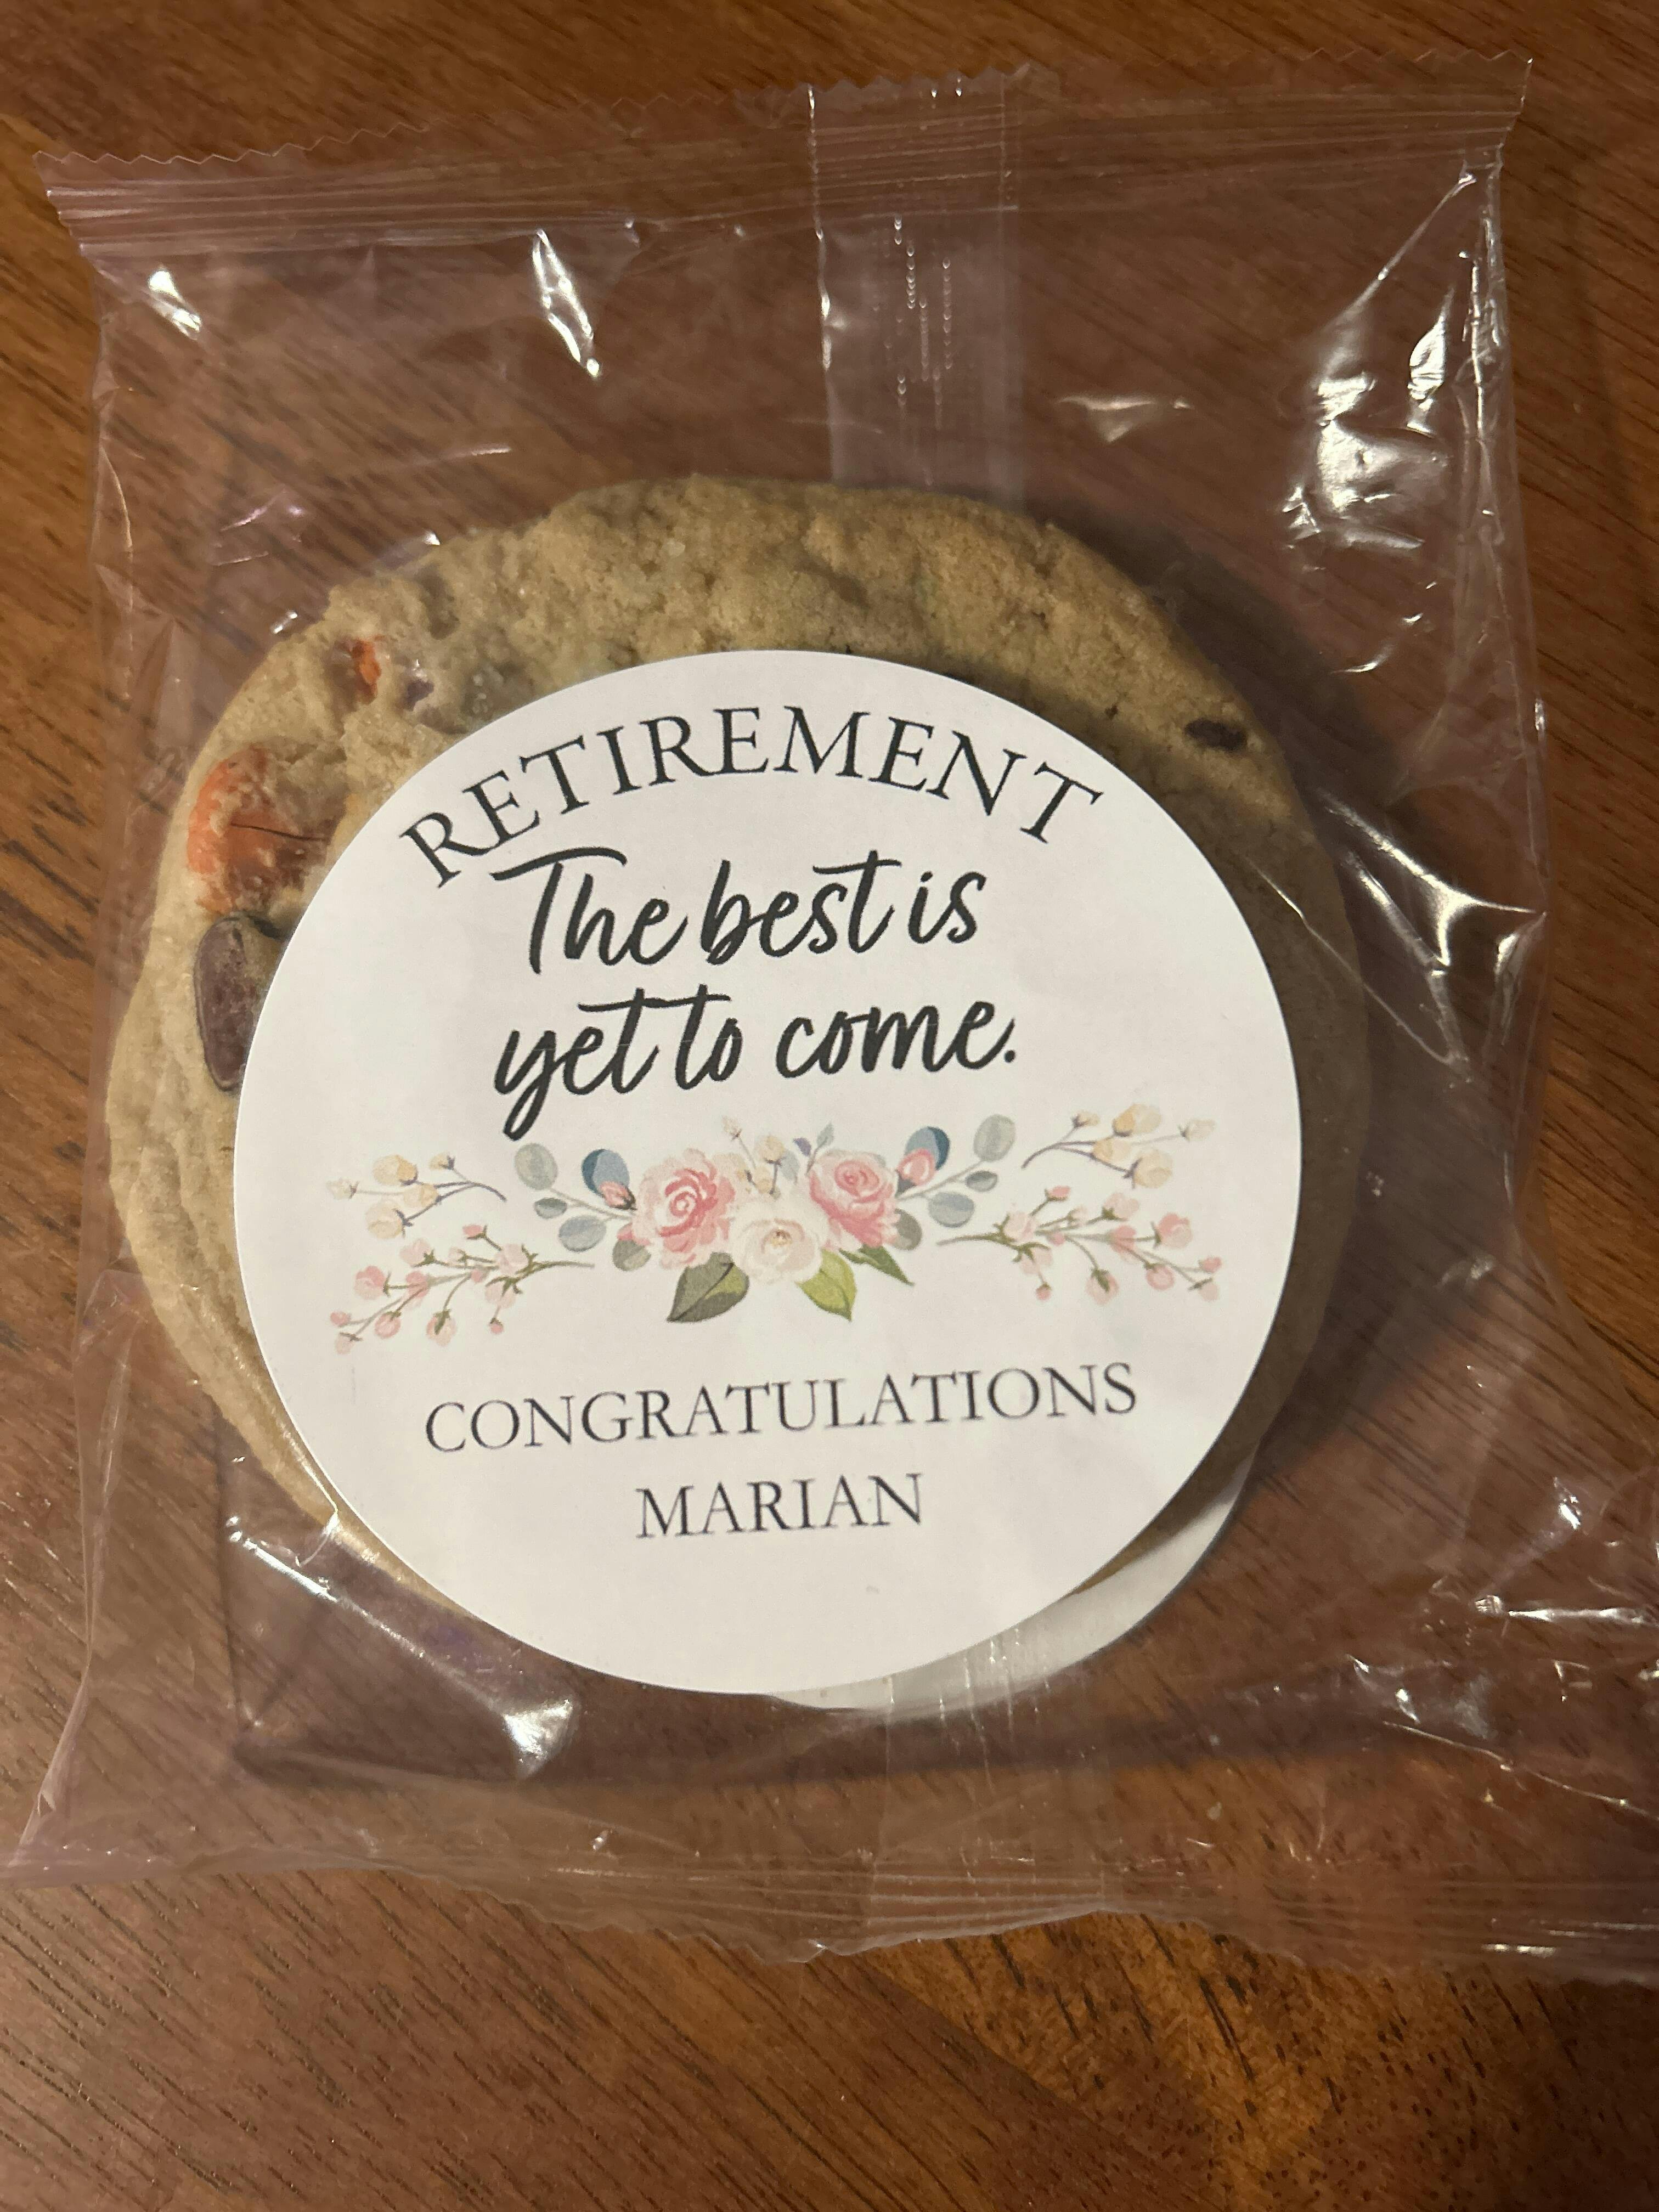 RETIREMENT
The best is
yet to come.
CONGRATULATIONS
MARIAN